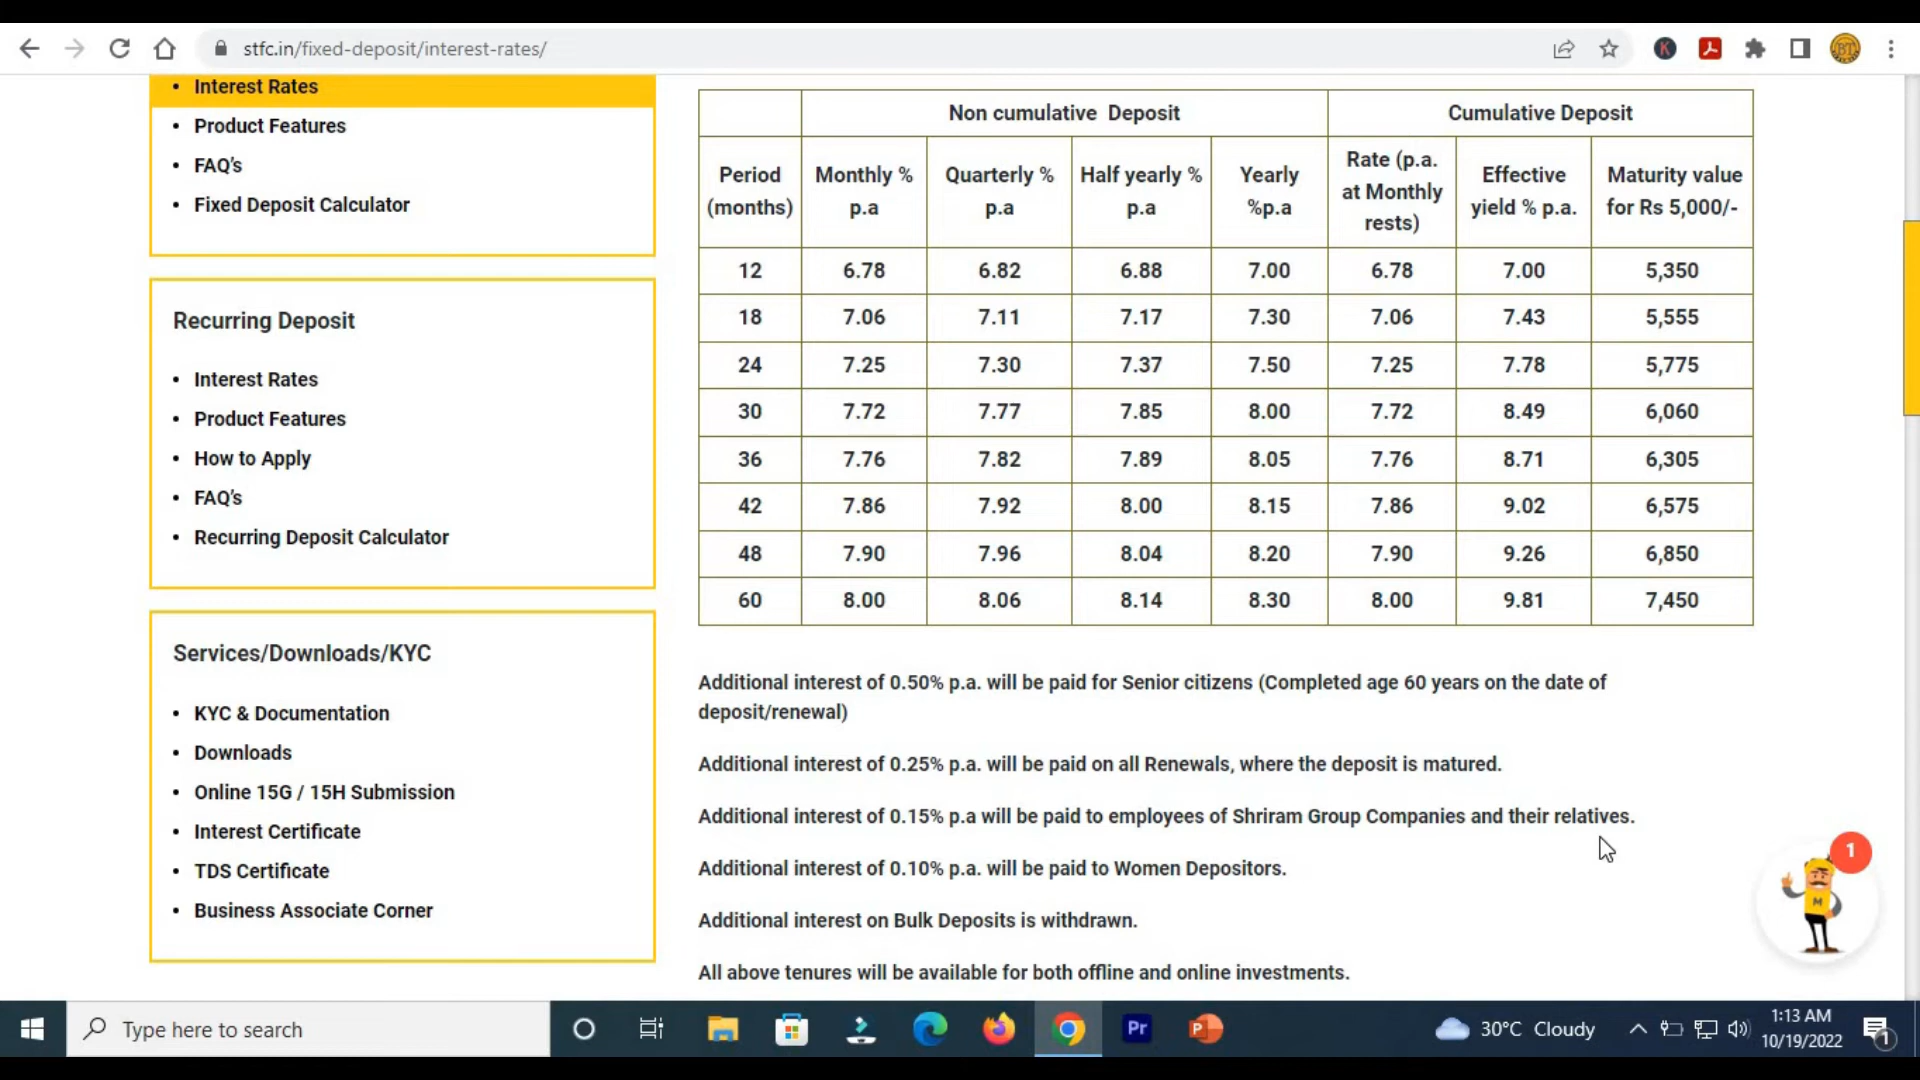 stfc.in/fixed-deposit/interest-rates/
K
BT
Interest Rates
Product Features
FAQ's
Fixed Deposit Calculator
Recurring Deposit
Interest Rates
Product Features
How to Apply
FAQ's
Recurring Deposit Calculator
Services/Downloads/KYC
KYC & Documentation
Downloads
Online 15G / 15H Submission
Interest Certificate
TDS Certificate
Business Associate Corner
Non cumulative Deposit Cumulative Deposit
Period (months) Monthly % p.a Quarterly % p.a Half yearly % p.a Yearly %p.a Rate (p.a. at Monthly rests) Effective yield % p.a. Maturity value for Rs 5,000/-
12 6.78 6.82 6.88 7.00 6.78 7.00 5,350
18 7.06 7.11 7.17 7.30 7.06 7.43 5,555
24 7.25 7.30 7.37 7.50 7.25 7.78 5,775
30 7.72 7.77 7.85 8.00 7.72 8.49 6,060
36 7.76 7.82 7.89 8.05 7.76 8.71 6,305
42 7.86 7.92 8.00 8.15 7.86 9.02 6,575
48 7.90 7.96 8.04 8.20 7.90 9.26 6,850
60 8.00 8.06 8.14 8.30 8.00 9.81 7,450
Additional interest of 0.50% p.a. will be paid for Senior citizens (Completed age 60 years on the date of
deposit/renewal)
Additional interest of 0.25% p.a. will be paid on all Renewals, where the deposit is matured.
Additional interest of 0.15% p.a will be paid to employees of Shriram Group Companies and their relatives.
Additional interest of 0.10% p.a. will be paid to Women Depositors.
Additional interest on Bulk Deposits is withdrawn.
All above tenures will be available for both offline and online investments.
1
M
Type here to search
Pr
P
30°C Cloudy
1:13 AM
10/19/2022
1